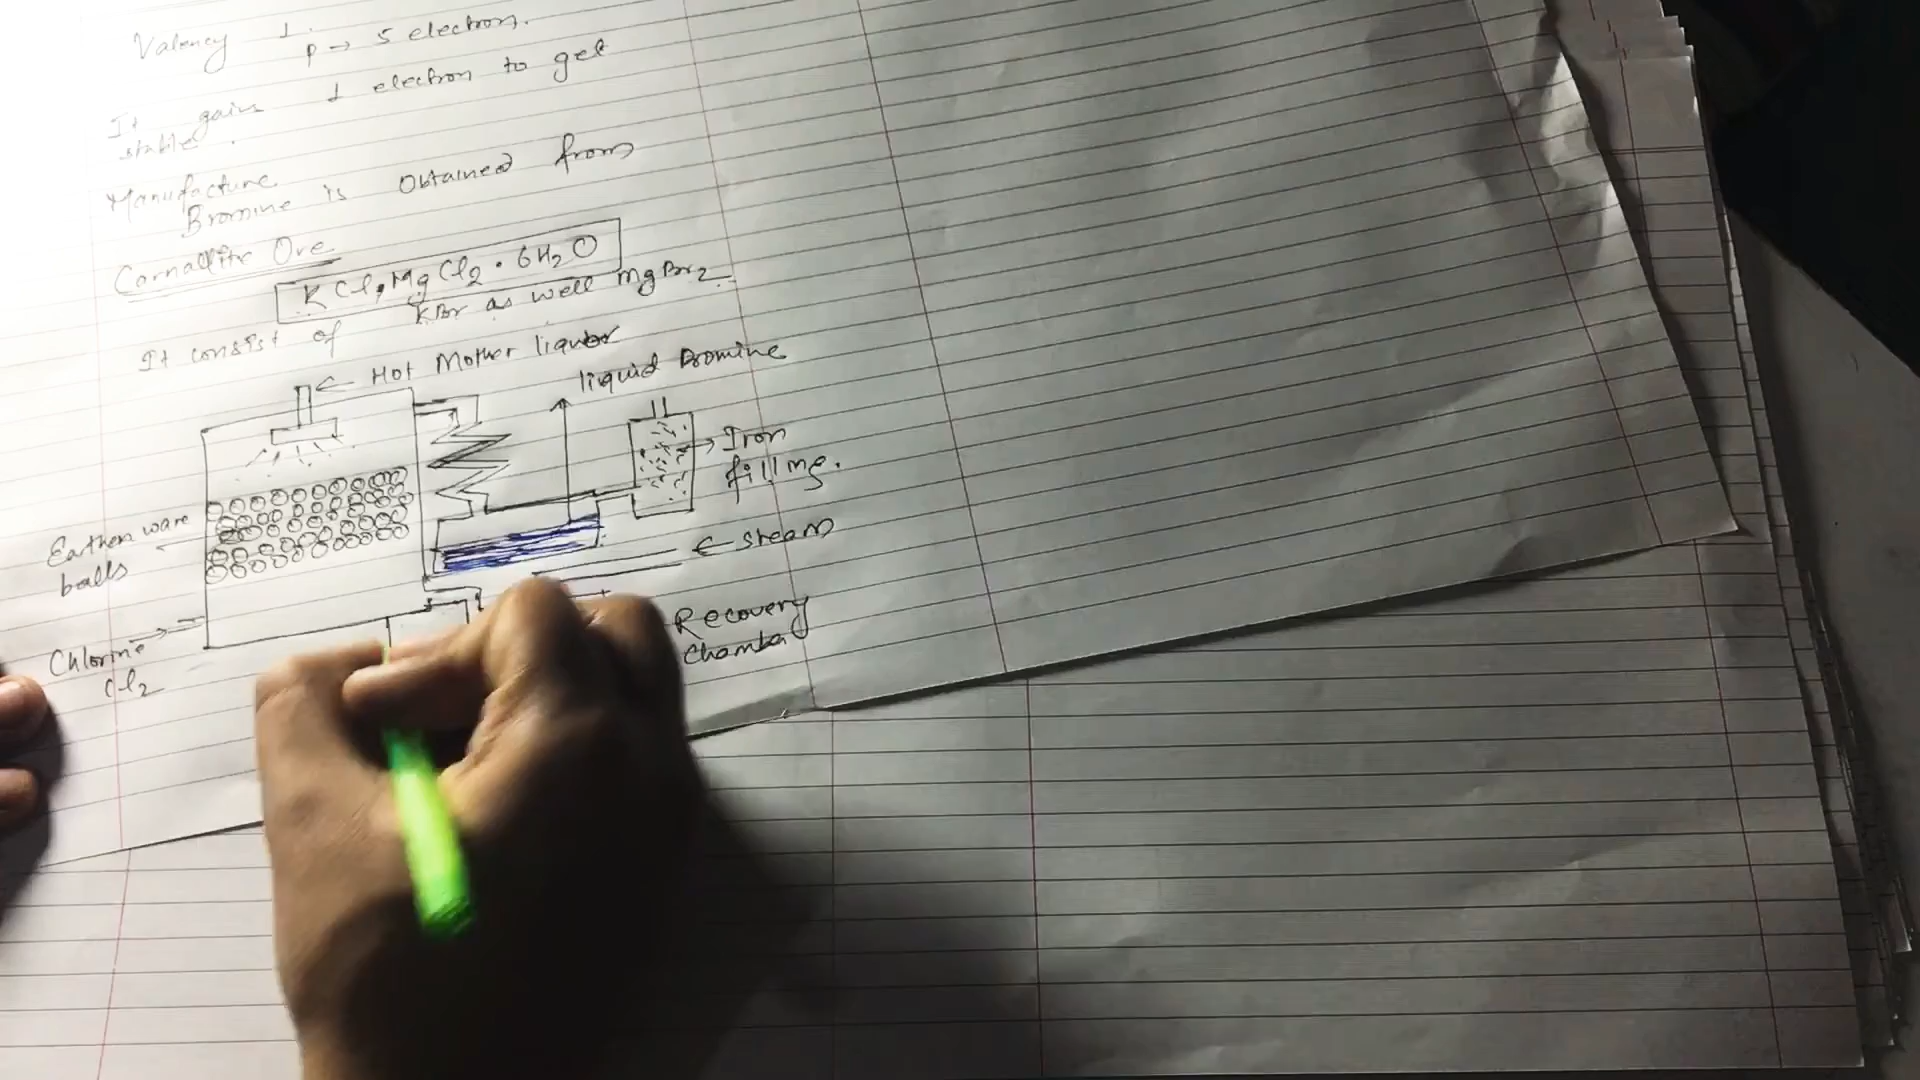 Valency 1.
p → 5 electron.
It gains 1 electron to get
stable.
Manufacture
Bromine is Obtained from
Carnallite Ore
KCl, MgCl2 · 6H2O
It consist of KBr as well MgBr2
Hot Mother liquor
liquid Bromine
Iron
filling.
Earthen ware
balls
← steam
Chlorine
Cl2
Recovery
Chamber